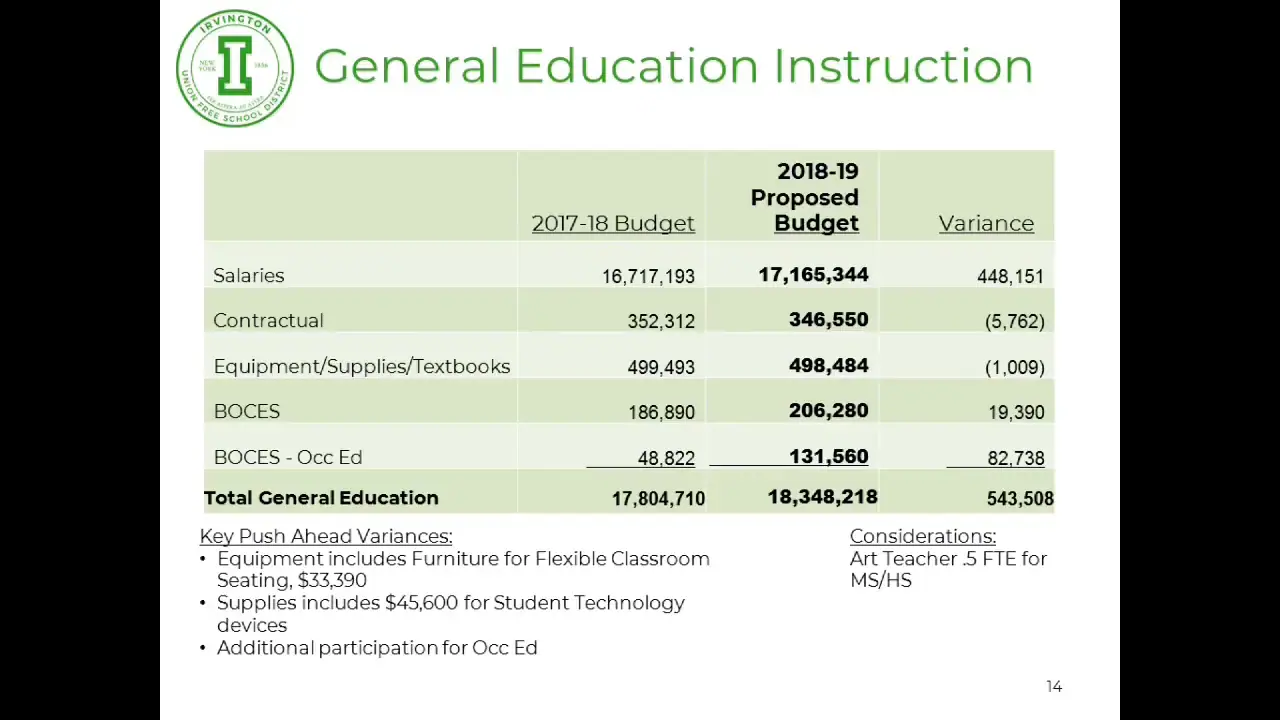 IRVINGTON
NEW YORK
1836
UNION FREE SCHOOL DISTRICT
General Education Instruction
2017-18 Budget
2018-19
Proposed
Budget
Variance
Salaries 16,717,193 17,165,344 448,151
Contractual 352,312 346,550 (5,762)
Equipment/Supplies/Textbooks 499,493 498,484 (1,009)
BOCES 186,890 206,280 19,390
BOCES - Occ Ed 48,822 131,560 82,738
Total General Education 17,804,710 18,348,218 543,508
Key Push Ahead Variances:
• Equipment includes Furniture for Flexible Classroom
Seating, $33,390
• Supplies includes $45,600 for Student Technology
devices
• Additional participation for Occ Ed
Considerations:
Art Teacher .5 FTE for
MS/HS
14